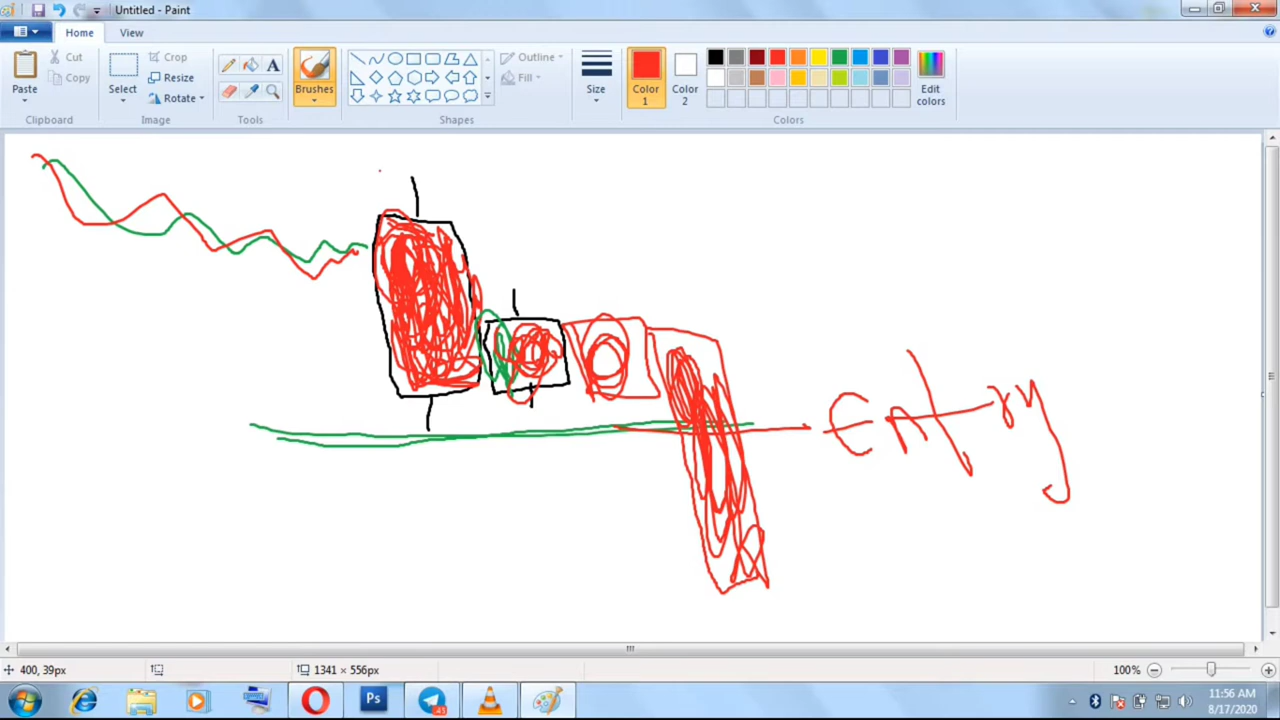 Untitled - Paint
Home View
Paste
Cut
Copy
Clipboard
Select
Crop
Resize
Rotate
Image
Tools
Brushes
Outline
Fill
Shapes
Size
Color 1
Color 2
Edit colors
Colors
Entry
400, 39px
1341 × 556px
100%
Ps
41
11:56 AM
8/17/2020